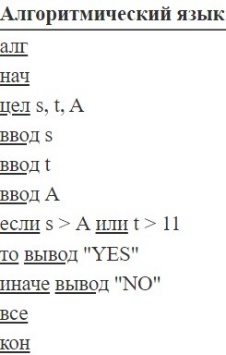 Алгоритмический язык
алг
нач
цел s, t, A
ввод s
ввод t
ввод A
если s > A или t > 11
то вывод "YES"
иначе вывод "NO"
все
кон